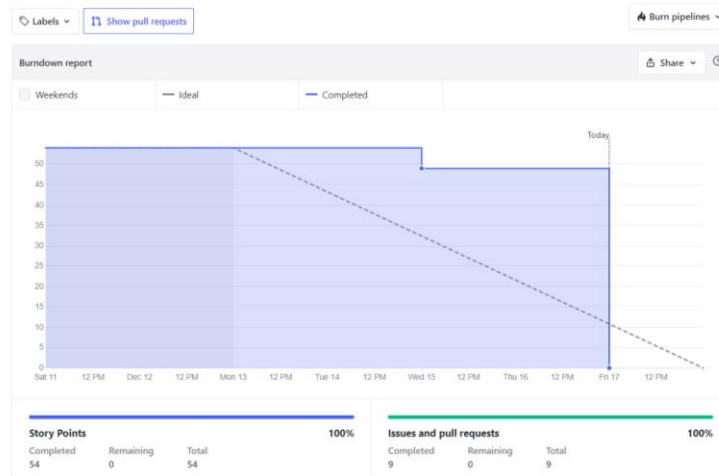 Labels Show pull requests Burn pipelines
Burndown report Share
Weekends Ideal Completed
Today
50
45
40
35
30
25
20
15
10
5
0
Sat 11 12 PM Dec 12 12 PM Mon 13 12 PM Tue 14 12 PM Wed 15 12 PM Thu 16 12 PM Fri 17 12 PM
Story Points 100% Issues and pull requests 100%
Completed Remaining Total Completed Remaining Total
54 0 54 9 0 9